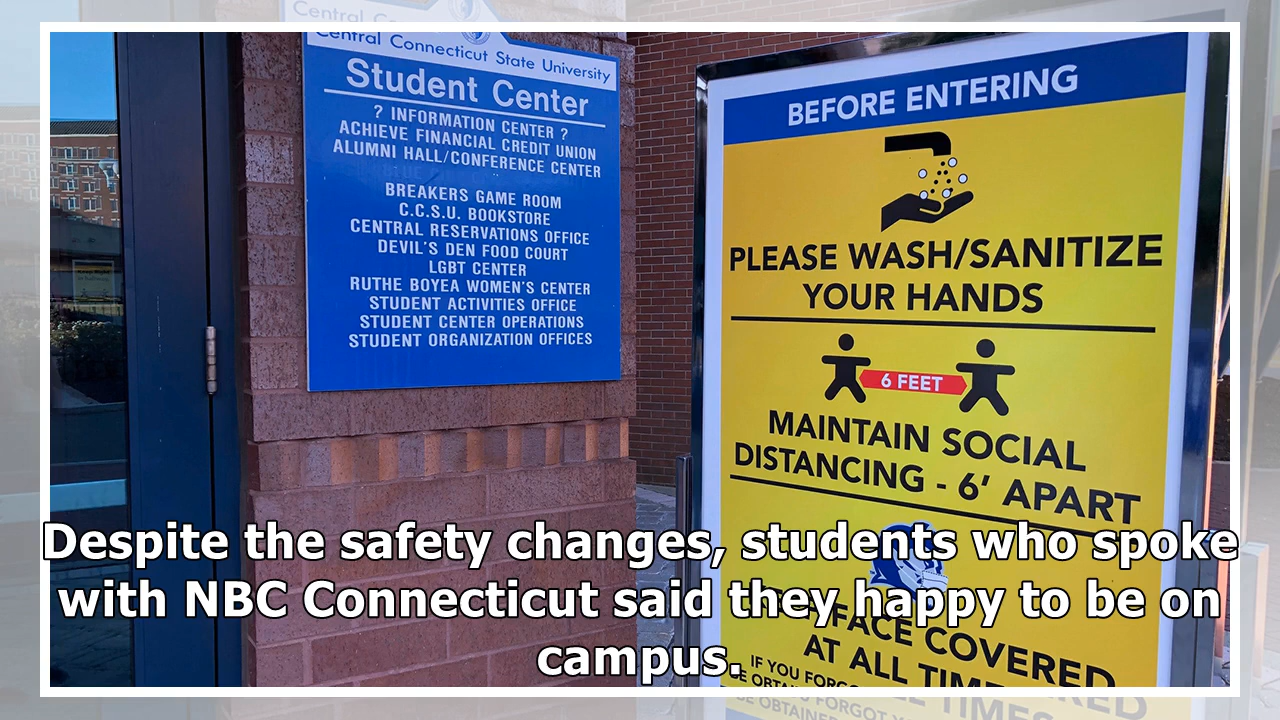 Central Connecticut State University
Student Center
? INFORMATION CENTER ?
ACHIEVE FINANCIAL CREDIT UNION
ALUMNI HALL/CONFERENCE CENTER
BREAKERS GAME ROOM
C.C.S.U. BOOKSTORE
CENTRAL RESERVATIONS OFFICE
DEVIL'S DEN FOOD COURT
LGBT CENTER
RUTHE BOYEA WOMEN'S CENTER
STUDENT ACTIVITIES OFFICE
STUDENT CENTER OPERATIONS
STUDENT ORGANIZATION OFFICES
BEFORE ENTERING
PLEASE WASH/SANITIZE
YOUR HANDS
6 FEET
MAINTAIN SOCIAL
DISTANCING - 6' APART
FACE COVERED
AT ALL
IF YOU
Despite the safety changes, students who spoke
with NBC Connecticut said they happy to be on
campus.